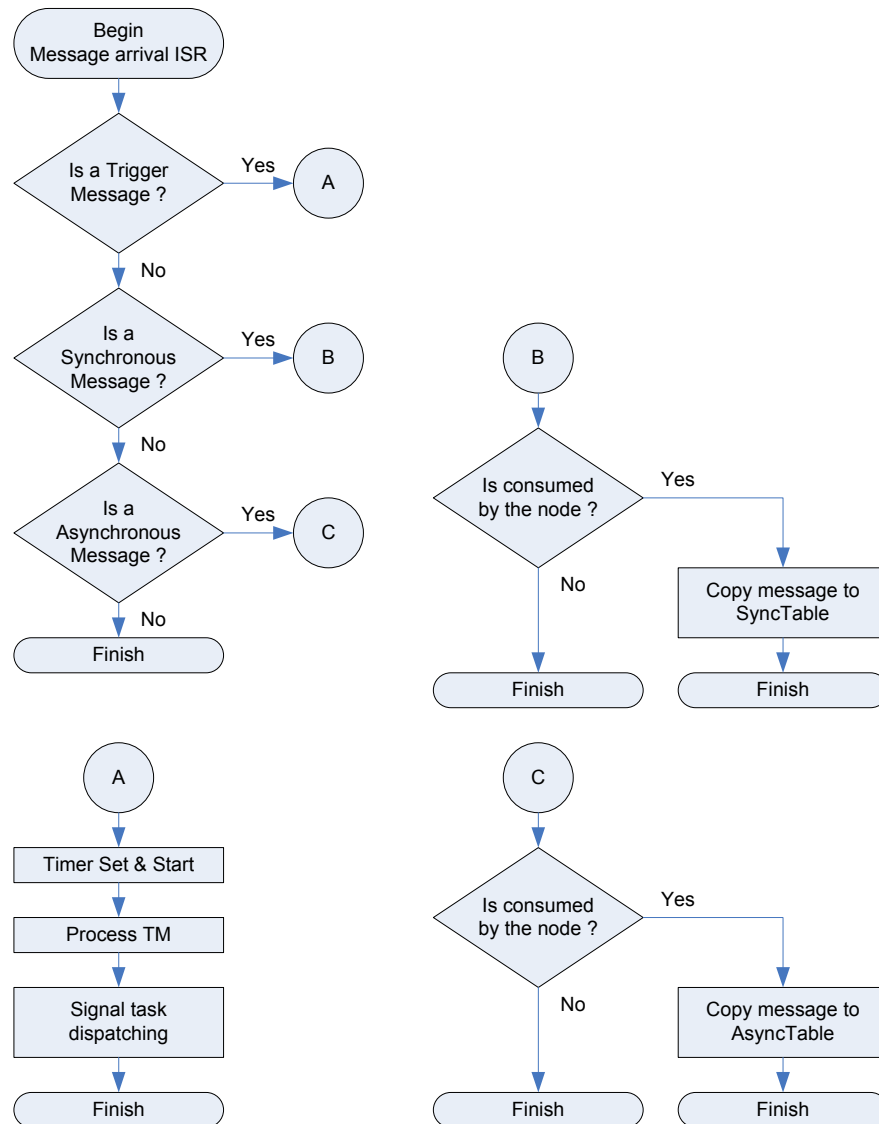 Begin
Message arrival ISR
Is a Trigger
Message ?
Yes
A
No
Is a
Synchronous
Message ?
Yes
B
No
Is a
Asynchronous
Message ?
Yes
C
No
Finish
B
Is consumed
by the node ?
Yes
No
Copy message to
SyncTable
Finish
Finish
A
Timer Set & Start
Process TM
Signal task
dispatching
Finish
C
Is consumed
by the node ?
Yes
No
Copy message to
AsyncTable
Finish
Finish